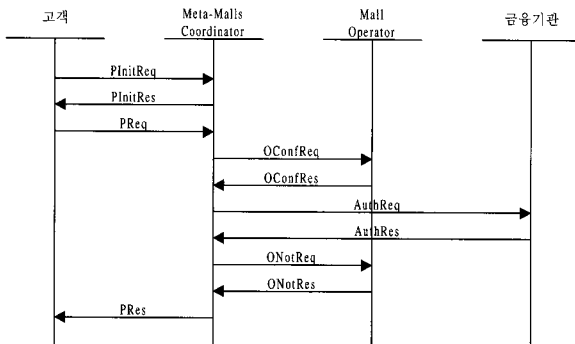 고객
Meta-Malls
Coordinator
Mall
Operator
금융기관
PInitReq
PInitRes
PReq
OConfReq
OConfRes
AuthReq
AuthRes
ONotReq
ONotRes
PRes